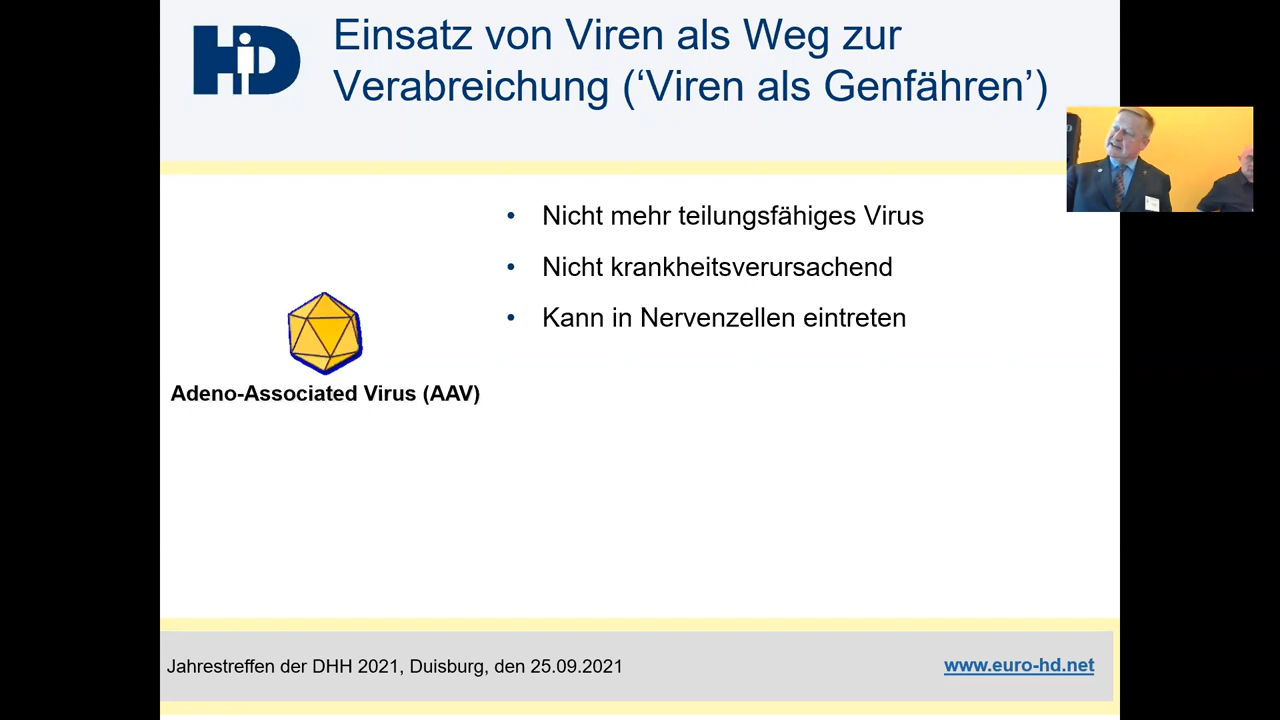 HD
Einsatz von Viren als Weg zur
Verabreichung (‘Viren als Genfähren’)
• Nicht mehr teilungsfähiges Virus
• Nicht krankheitsverursachend
• Kann in Nervenzellen eintreten
Adeno-Associated Virus (AAV)
Jahrestreffen der DHH 2021, Duisburg, den 25.09.2021
www.euro-hd.net